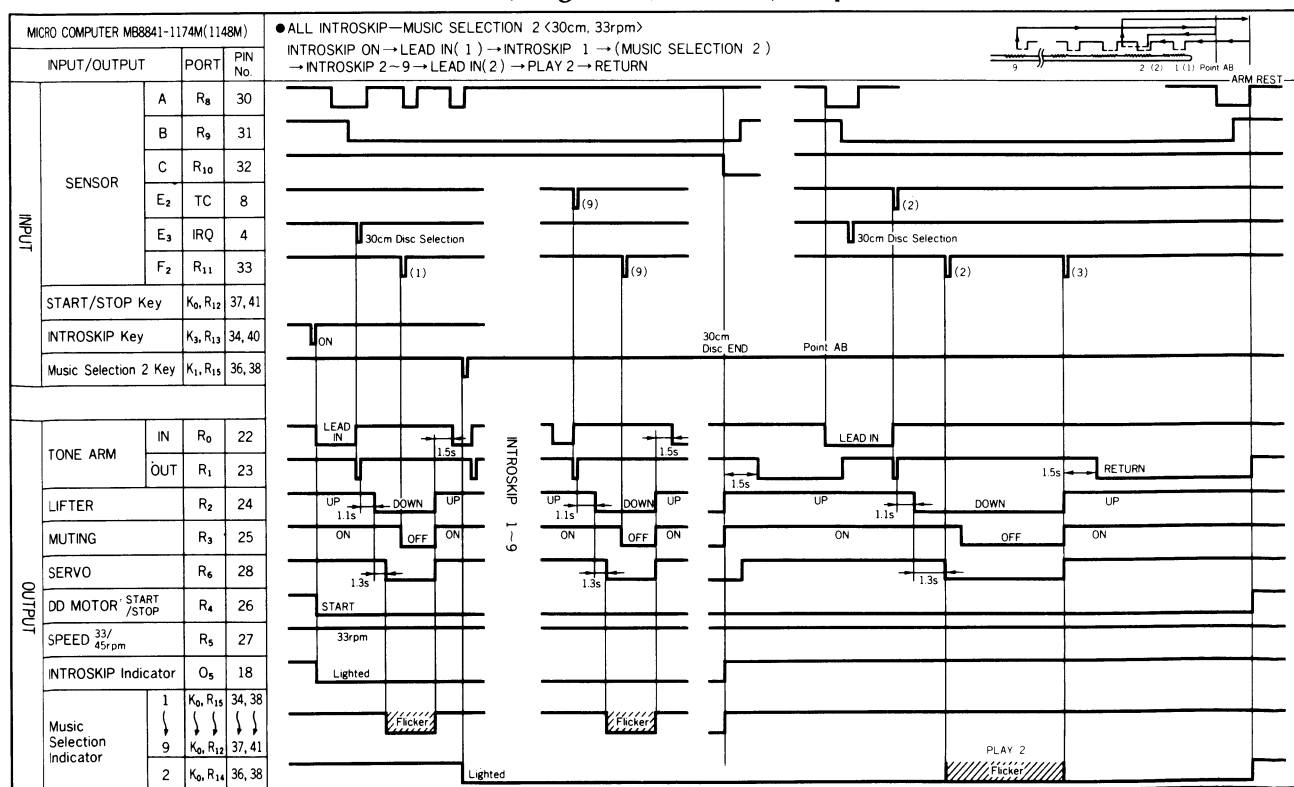 MICRO COMPUTER MB8841-1174M(1148M)
INPUT/OUTPUT PORT PIN No.
●ALL INTROSKIP—MUSIC SELECTION 2 <30cm, 33rpm>
INTROSKIP ON → LEAD IN( 1 ) → INTROSKIP 1 → (MUSIC SELECTION 2 )
→ INTROSKIP 2~9 → LEAD IN(2) → PLAY 2 → RETURN
9 2 (2) 1 (1) Point AB
ARM REST
INPUT
SENSOR
A R8 30
B R9 31
C R10 32
E2 TC 8
(9) (2)
E3 IRQ 4
30cm Disc Selection 30cm Disc Selection
F2 R11 33
(1) (9) (2) (3)
START/STOP Key K0, R12 37, 41
INTROSKIP Key K3, R13 34, 40
ON
30cm Disc END Point AB
Music Selection 2 Key K1, R15 36, 38
OUTPUT
INTROSKIP 1~9
TONE ARM
IN R0 22
LEAD IN 1.5s 1.5s LEAD IN
OUT R1 23
1.5s 1.5s RETURN
LIFTER R2 24
UP 1.1s DOWN UP UP 1.1s DOWN UP UP 1.1s DOWN UP
MUTING R3 25
ON OFF ON ON OFF ON ON OFF ON
SERVO R6 28
1.3s 1.3s 1.3s
DD MOTOR START/STOP R4 26
START
SPEED 33/45rpm R5 27
33rpm
INTROSKIP Indicator O5 18
Lighted
Music Selection Indicator
1 K0, R15 34, 38
Flicker Flicker
9 K0, R12 37, 41
PLAY 2
2 K0, R14 36, 38
Lighted Flicker